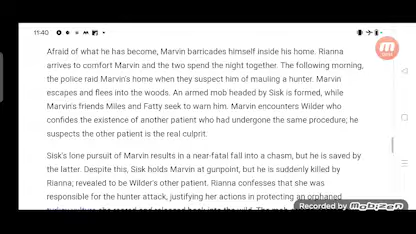 11:40
Afraid of what he has become, Marvin barricades himself inside his home. Rianna
arrives to comfort Marvin and the two spend the night together. The following morning,
the police raid Marvin's home when they suspect him of mauling a hunter. Marvin
escapes and flees into the woods. An armed mob headed by Sisk is formed, while
Marvin's friends Miles and Fatty seek to warn him. Marvin encounters Wilder who
confides the existence of another patient who had undergone the same procedure; he
suspects the other patient is the real culprit.
Sisk's lone pursuit of Marvin results in a near-fatal fall into a chasm, but he is saved by
the latter. Despite this, Sisk holds Marvin at gunpoint, but he is suddenly killed by
Rianna; revealed to be Wilder's other patient. Rianna confesses that she was
responsible for the hunter attack, justifying her actions in protecting an orphaned
Recorded by Mobizen